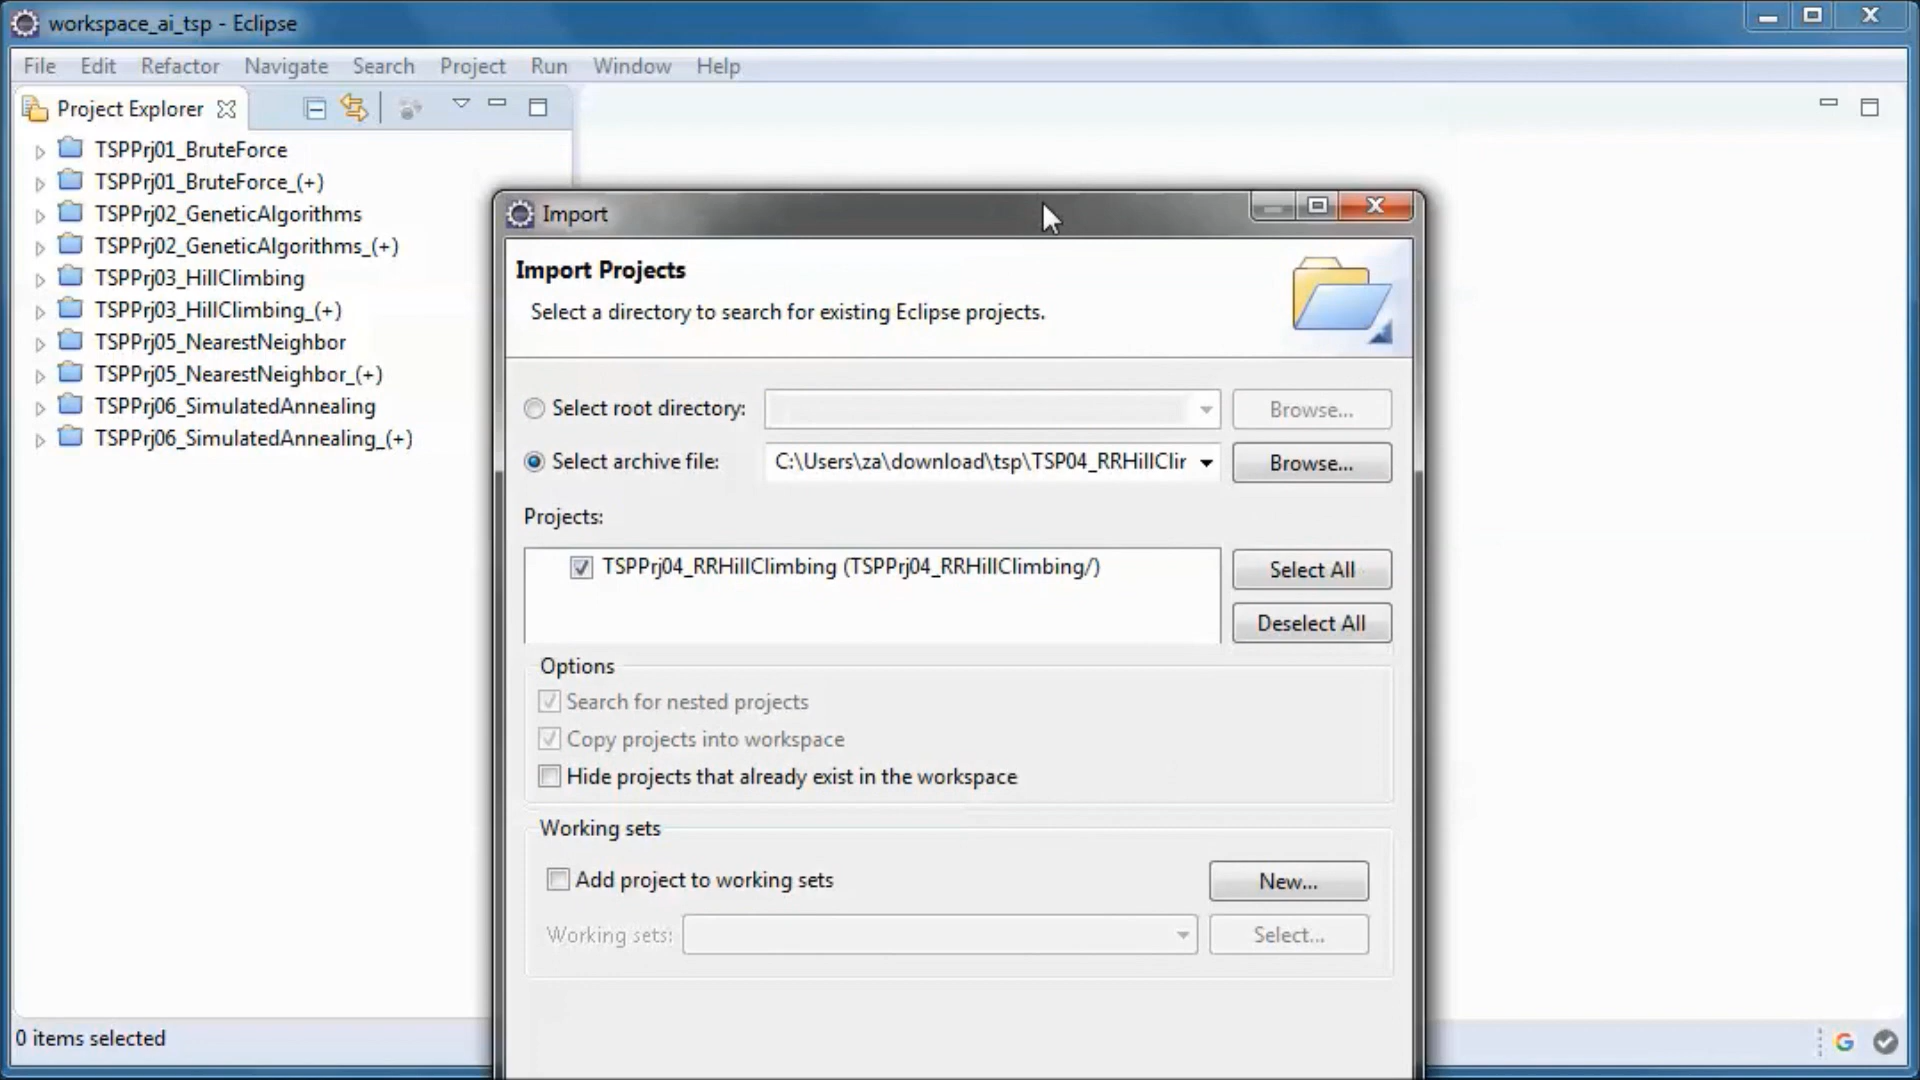 workspace_ai_tsp - Eclipse
File Edit Refactor Navigate Search Project Run Window Help
Project Explorer
TSPPrj01_BruteForce
TSPPrj01_BruteForce_(+)
TSPPrj02_GeneticAlgorithms
TSPPrj02_GeneticAlgorithms_(+)
TSPPrj03_HillClimbing
TSPPrj03_HillClimbing_(+)
TSPPrj05_NearestNeighbor
TSPPrj05_NearestNeighbor_(+)
TSPPrj06_SimulatedAnnealing
TSPPrj06_SimulatedAnnealing_(+)
Import
Import Projects
Select a directory to search for existing Eclipse projects.
Select root directory: Browse...
Select archive file: C:\Users\za\download\tsp\TSP04_RRHillClir Browse...
Projects:
TSPPrj04_RRHillClimbing (TSPPrj04_RRHillClimbing/)
Select All
Deselect All
Options
Search for nested projects
Copy projects into workspace
Hide projects that already exist in the workspace
Working sets
Add project to working sets New...
Working sets: Select...
0 items selected
G